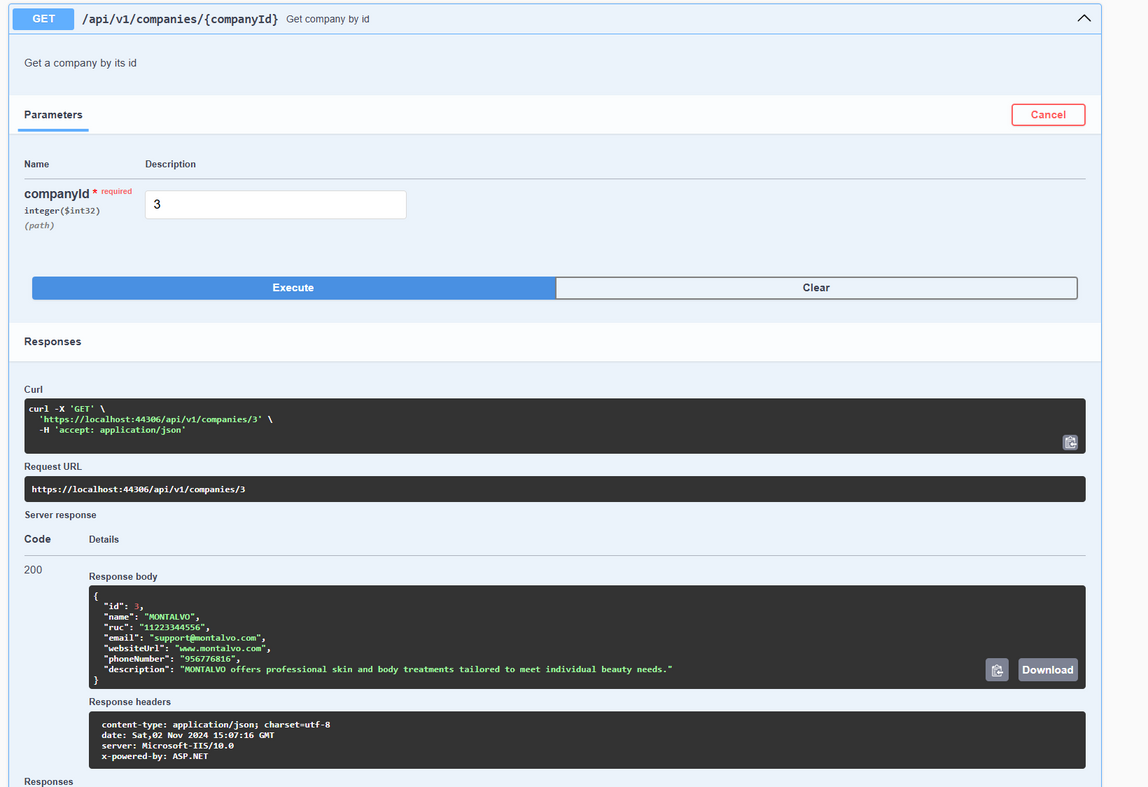 GET /api/v1/companies/{companyId} Get company by id
Get a company by its id
Parameters
Cancel
Name Description
companyId * required
integer($int32)
(path)
3
Execute Clear
Responses
Curl
curl -X 'GET' \
'https://localhost:44306/api/v1/companies/3' \
-H 'accept: application/json'
Request URL
https://localhost:44306/api/v1/companies/3
Server response
Code Details
200
Response body
{
"id": 3,
"name": "MONTALVO",
"ruc": "11223344556",
"email": "support@montalvo.com",
"websiteUrl": "www.montalvo.com",
"phoneNumber": "956776816",
"description": "MONTALVO offers professional skin and body treatments tailored to meet individual beauty needs."
}
Download
Response headers
content-type: application/json; charset=utf-8
date: Sat,02 Nov 2024 15:07:16 GMT
server: Microsoft-IIS/10.0
x-powered-by: ASP.NET
Responses